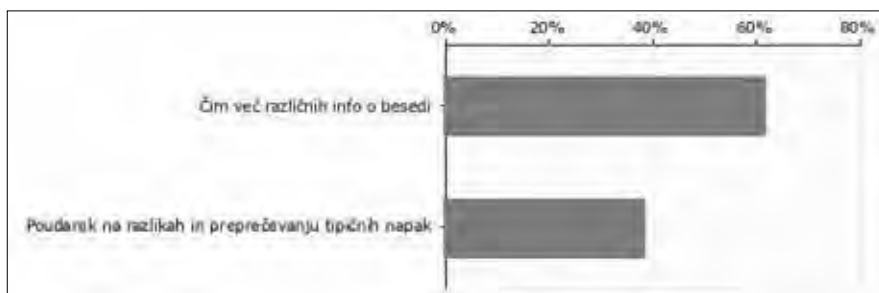 0% 20% 40% 60% 80%
Čim več različnih info o besedi
Poudarek na razlikah in preprečevanju tipičnih napak